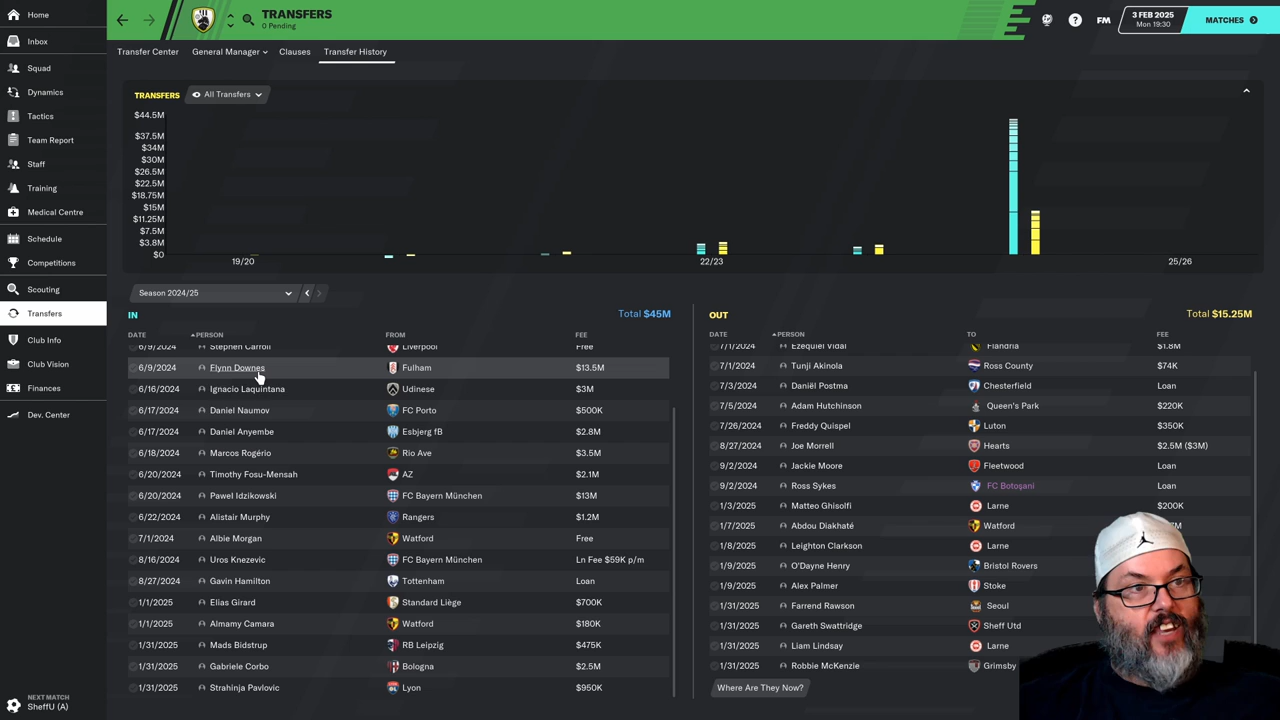 Home
Inbox
Squad
Dynamics
Tactics
Team Report
Staff
Training
Medical Centre
Schedule
Competitions
Scouting
Transfers
Club Info
Club Vision
Finances
Dev. Center
NEXT MATCH
SheffU (A)
TRANSFERS
0 Pending
FM
3 FEB 2025
Mon 19:30
MATCHES
Transfer Center General Manager Clauses Transfer History
TRANSFERS All Transfers
$44.5M
$37.5M
$34M
$30M
$26.5M
$22.5M
$18.75M
$15M
$11.25M
$7.5M
$3.8M
$0
19/20 22/23 25/26
Season 2024/25
IN Total $45M
DATE PERSON FROM FEE
6/9/2024 Stephen Carroll Liverpool Free
6/9/2024 Flynn Downes Fulham $13.5M
6/16/2024 Ignacio Laquintana Udinese $3M
6/17/2024 Daniel Naumov FC Porto $500K
6/17/2024 Daniel Anyembe Esbjerg fB $2.8M
6/18/2024 Marcos Rogério Rio Ave $3.5M
6/20/2024 Timothy Fosu-Mensah AZ $2.1M
6/20/2024 Pawel Idzikowski FC Bayern München $13M
6/22/2024 Alistair Murphy Rangers $1.2M
7/1/2024 Albie Morgan Watford Free
8/16/2024 Uros Knezevic FC Bayern München Ln Fee $59K p/m
8/27/2024 Gavin Hamilton Tottenham Loan
1/1/2025 Elias Girard Standard Liège $700K
1/1/2025 Almamy Camara Watford $180K
1/31/2025 Mads Bidstrup RB Leipzig $475K
1/31/2025 Gabriele Corbo Bologna $2.5M
1/31/2025 Strahinja Pavlovic Lyon $950K
OUT Total $15.25M
DATE PERSON TO FEE
7/1/2024 Ezequiel Vidal Flandria $1.8M
7/1/2024 Tunji Akinola Ross County $74K
7/3/2024 Daniël Postma Chesterfield Loan
7/5/2024 Adam Hutchinson Queen's Park $220K
7/26/2024 Freddy Quispel Luton $350K
8/27/2024 Joe Morrell Hearts $2.5M ($3M)
9/2/2024 Jackie Moore Fleetwood Loan
9/2/2024 Ross Sykes FC Botoşani Loan
1/3/2025 Matteo Ghisolfi Larne $200K
1/7/2025 Abdou Diakhaté Watford
1/8/2025 Leighton Clarkson Larne
1/9/2025 O'Dayne Henry Bristol Rovers
1/9/2025 Alex Palmer Stoke
1/31/2025 Farrend Rawson Seoul
1/31/2025 Gareth Swattridge Sheff Utd
1/31/2025 Liam Lindsay Larne
1/31/2025 Robbie McKenzie Grimsby
Where Are They Now?